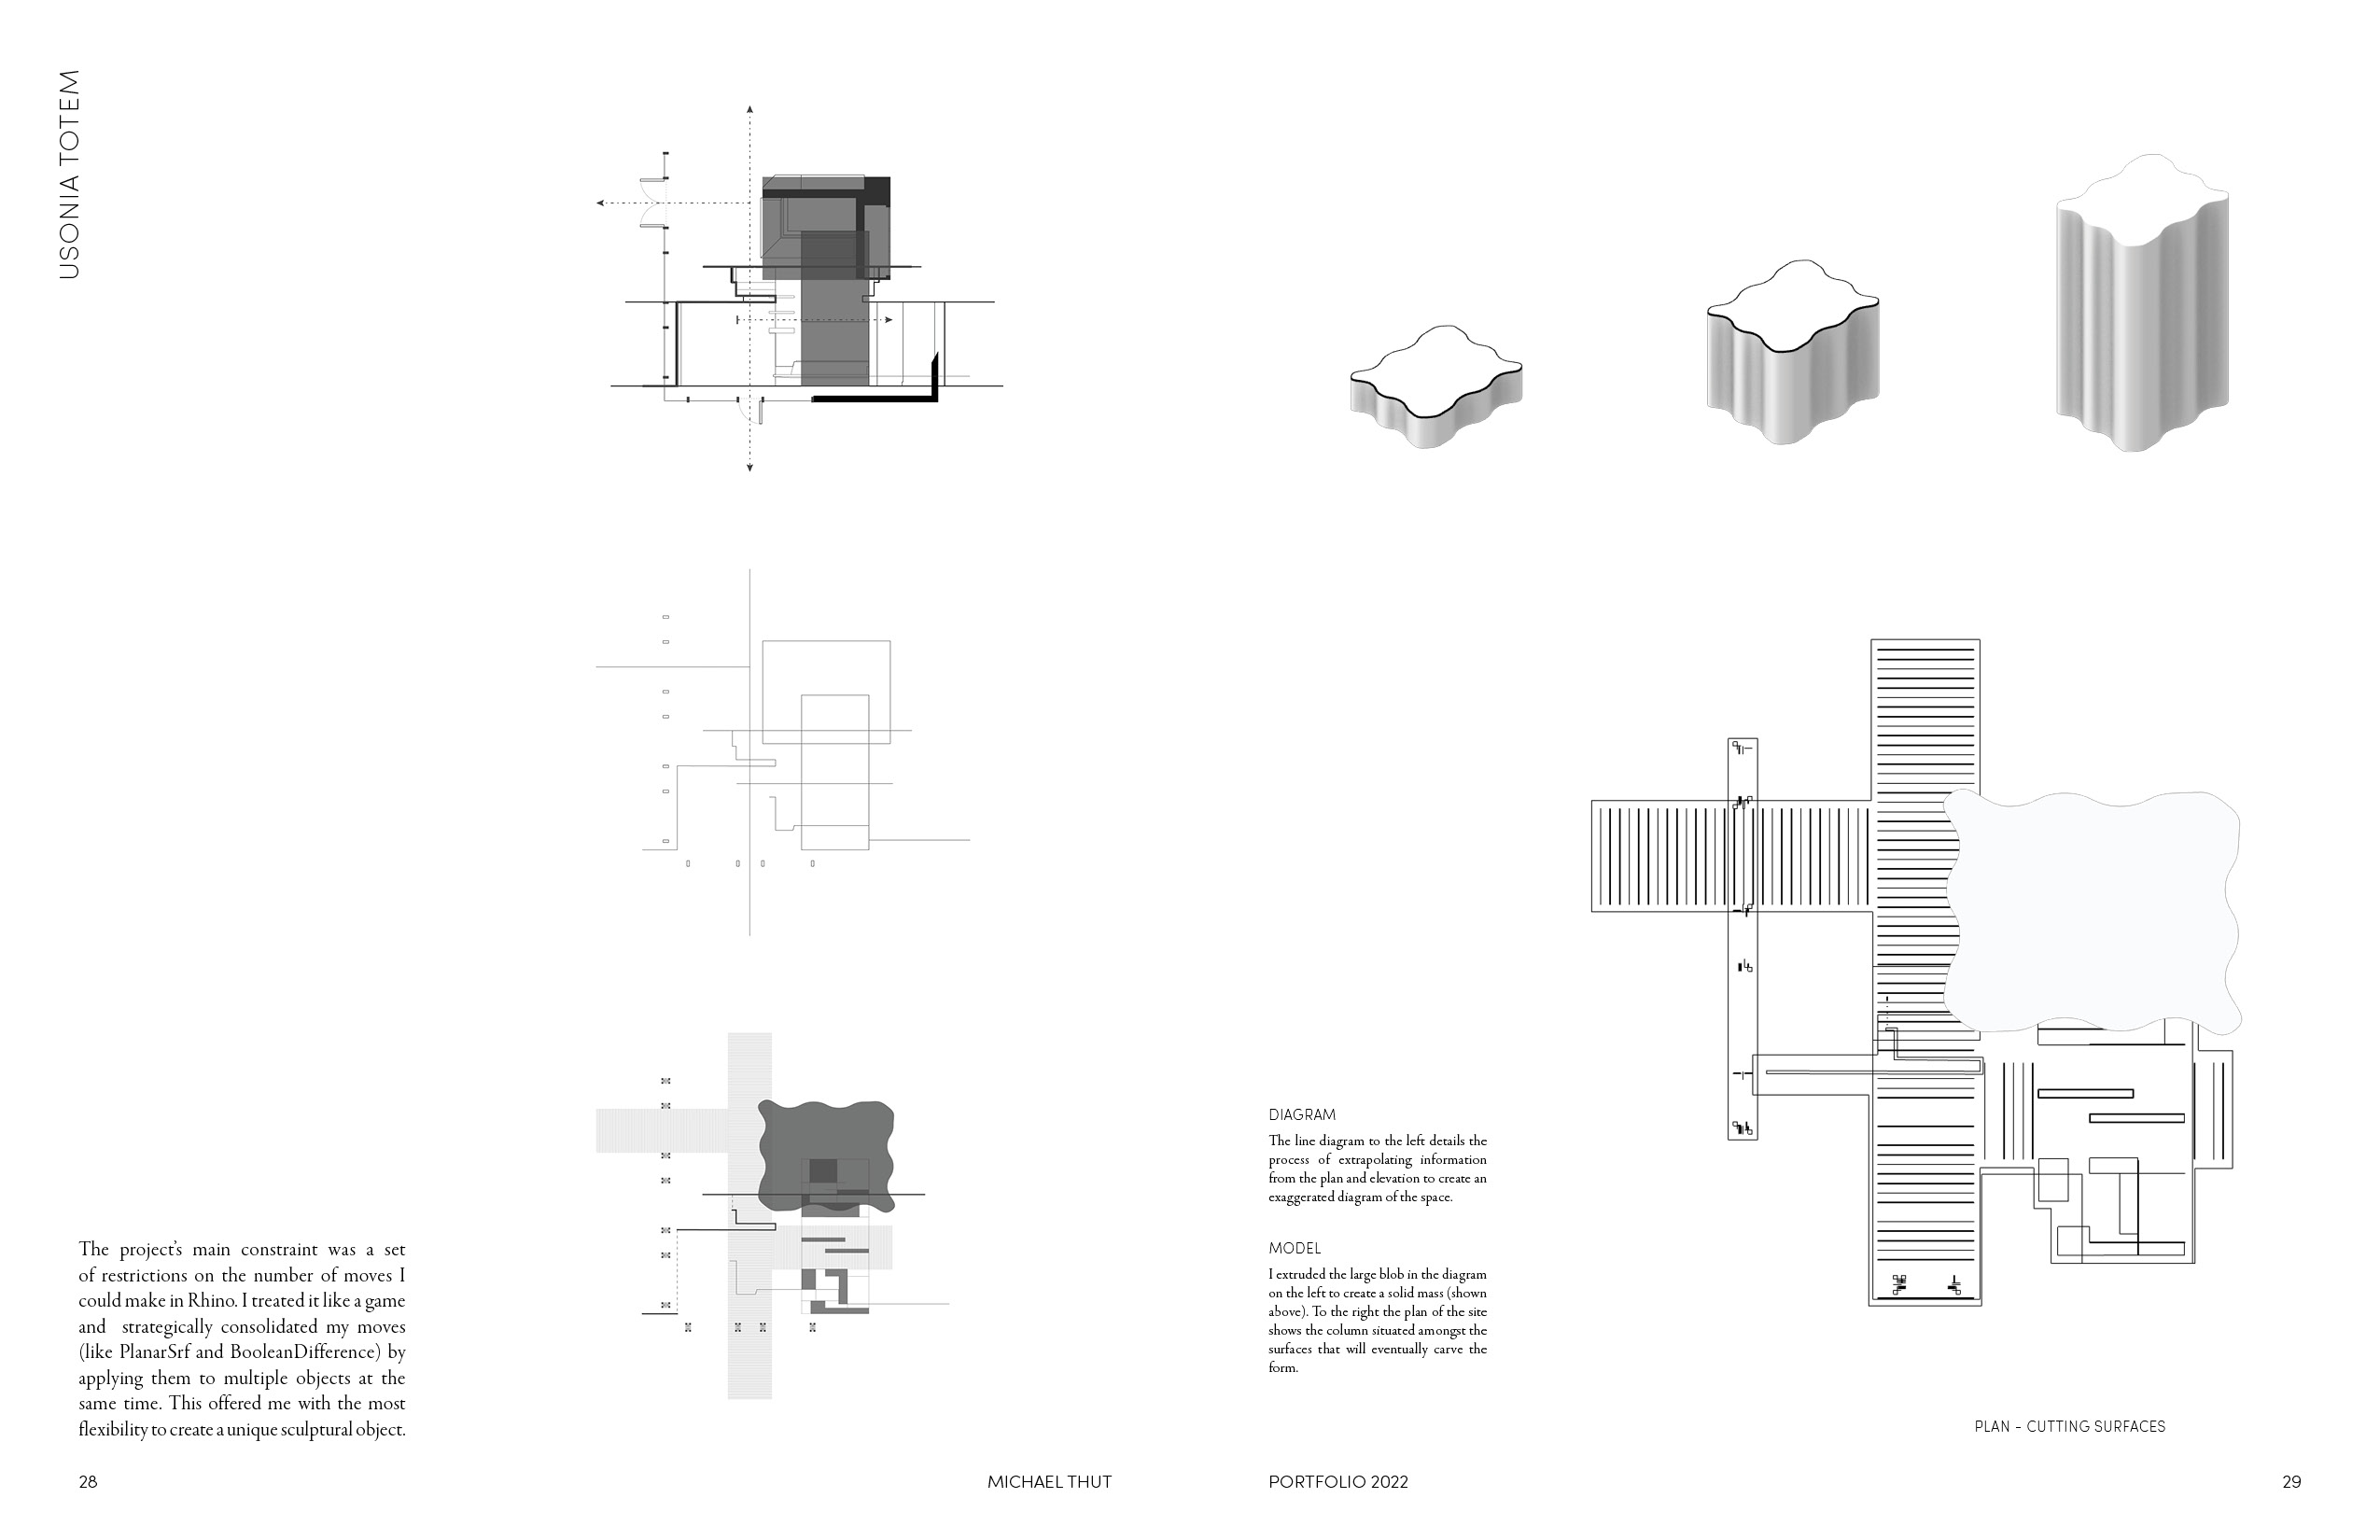 USONIA TOTEM
The project's main constraint was a set
of restrictions on the number of moves I
could make in Rhino. I treated it like a game
and strategically consolidated my moves
(like PlanarSrf and BooleanDifference) by
applying them to multiple objects at the
same time. This offered me with the most
flexibility to create a unique sculptural object.
28
MICHAEL THUT
DIAGRAM
The line diagram to the left details the
process of extrapolating information
from the plan and elevation to create an
exaggerated diagram of the space.
MODEL
I extruded the large blob in the diagram
on the left to create a solid mass (shown
above). To the right the plan of the site
shows the column situated amongst the
surfaces that will eventually carve the
form.
PLAN - CUTTING SURFACES
PORTFOLIO 2022
29